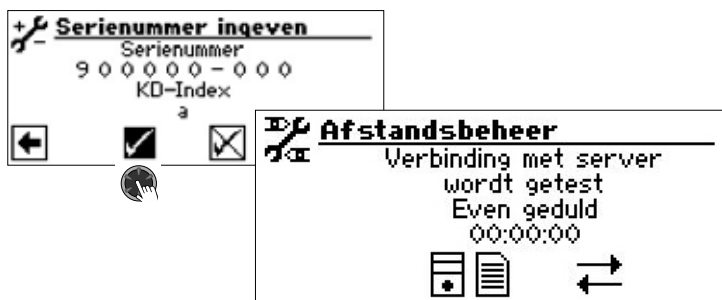 Serienummer ingeven
Serienummer
900000-000
KD-Index
a
Afstandsbeheer
Verbinding met server
wordt getest
Even geduld
00:00:00